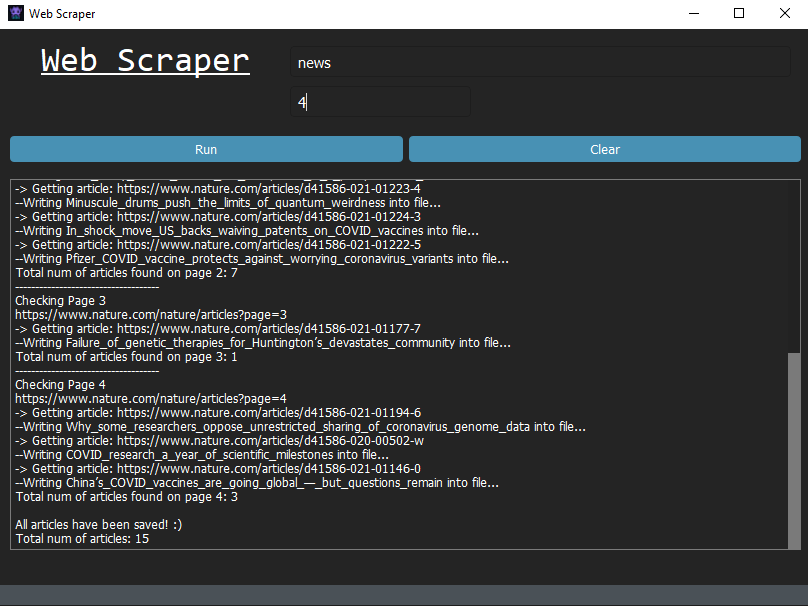 Web Scraper
Web Scraper
news
4
Run
Clear
-> Getting article: https://www.nature.com/articles/d41586-021-01223-4
--Writing Minuscule_drums_push_the_limits_of_quantum_weirdness into file...
-> Getting article: https://www.nature.com/articles/d41586-021-01224-3
--Writing In_shock_move_US_backs_waiving_patents_on_COVID_vaccines into file...
-> Getting article: https://www.nature.com/articles/d41586-021-01222-5
--Writing Pfizer_COVID_vaccine_protects_against_worrying_coronavirus_variants into file...
Total num of articles found on page 2: 7
------------------------------------
Checking Page 3
https://www.nature.com/nature/articles?page=3
-> Getting article: https://www.nature.com/articles/d41586-021-01177-7
--Writing Failure_of_genetic_therapies_for_Huntington’s_devastates_community into file...
Total num of articles found on page 3: 1
------------------------------------
Checking Page 4
https://www.nature.com/nature/articles?page=4
-> Getting article: https://www.nature.com/articles/d41586-021-01194-6
--Writing Why_some_researchers_oppose_unrestricted_sharing_of_coronavirus_genome_data into file...
-> Getting article: https://www.nature.com/articles/d41586-020-00502-w
--Writing COVID_research_a_year_of_scientific_milestones into file...
-> Getting article: https://www.nature.com/articles/d41586-021-01146-0
--Writing China’s_COVID_vaccines_are_going_global_—_but_questions_remain into file...
Total num of articles found on page 4: 3
All articles have been saved! :)
Total num of articles: 15